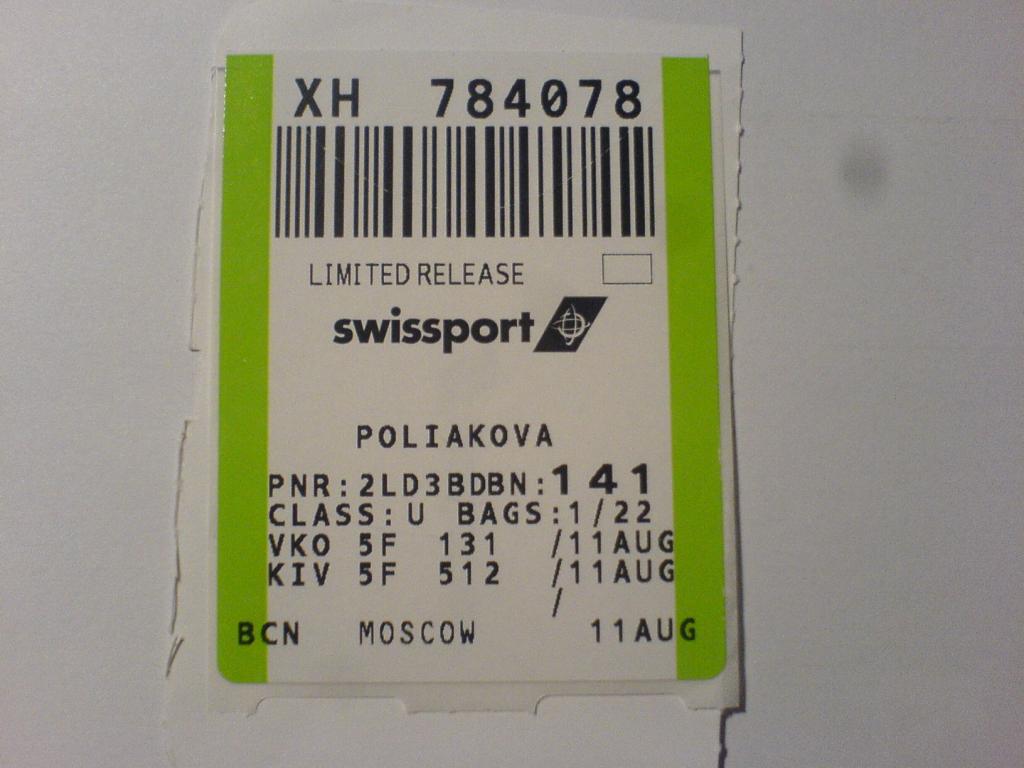 XH 784078
LIMITED RELEASE
swissport
POLIAKOVA
PNR:2LD3BDBN:141
CLASS:U BAGS:1/22
VKO 5F 131 /11AUG
KIV 5F 512 /11AUG
/
BCN MOSCOW 11AUG